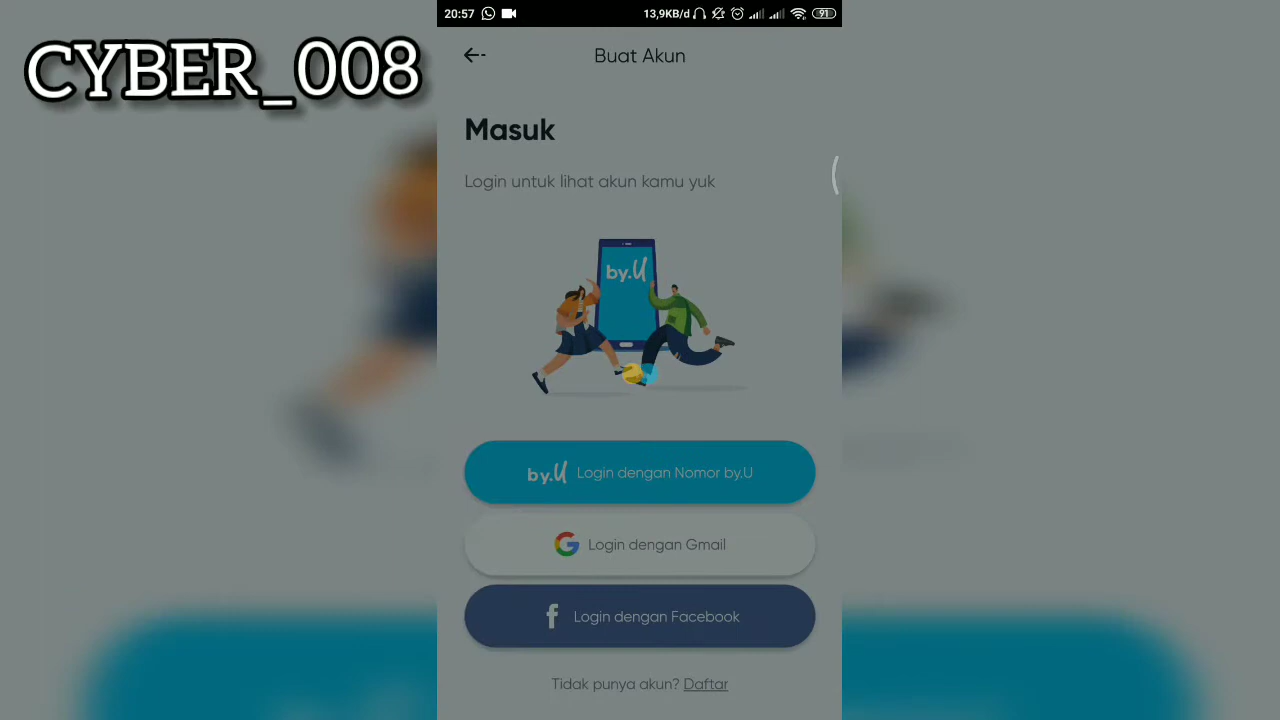 20:57 13,9KB/d 91
CYBER_008
Buat Akun
Masuk
Login untuk lihat akun kamu yuk
by.U
by.U Login dengan Nomor by.U
Login dengan Gmail
f Login dengan Facebook
Tidak punya akun? Daftar